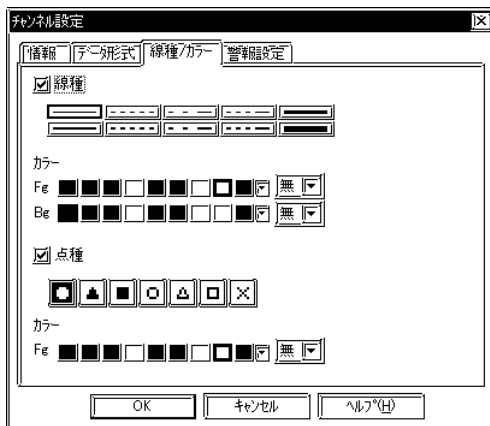 チャンネル設定
情報 データ形式 線種/カラー 警報設定
線種
カラー
Fg 無
Bg 無
点種
カラー
Fg 無
OK キャンセル ヘルプ(H)